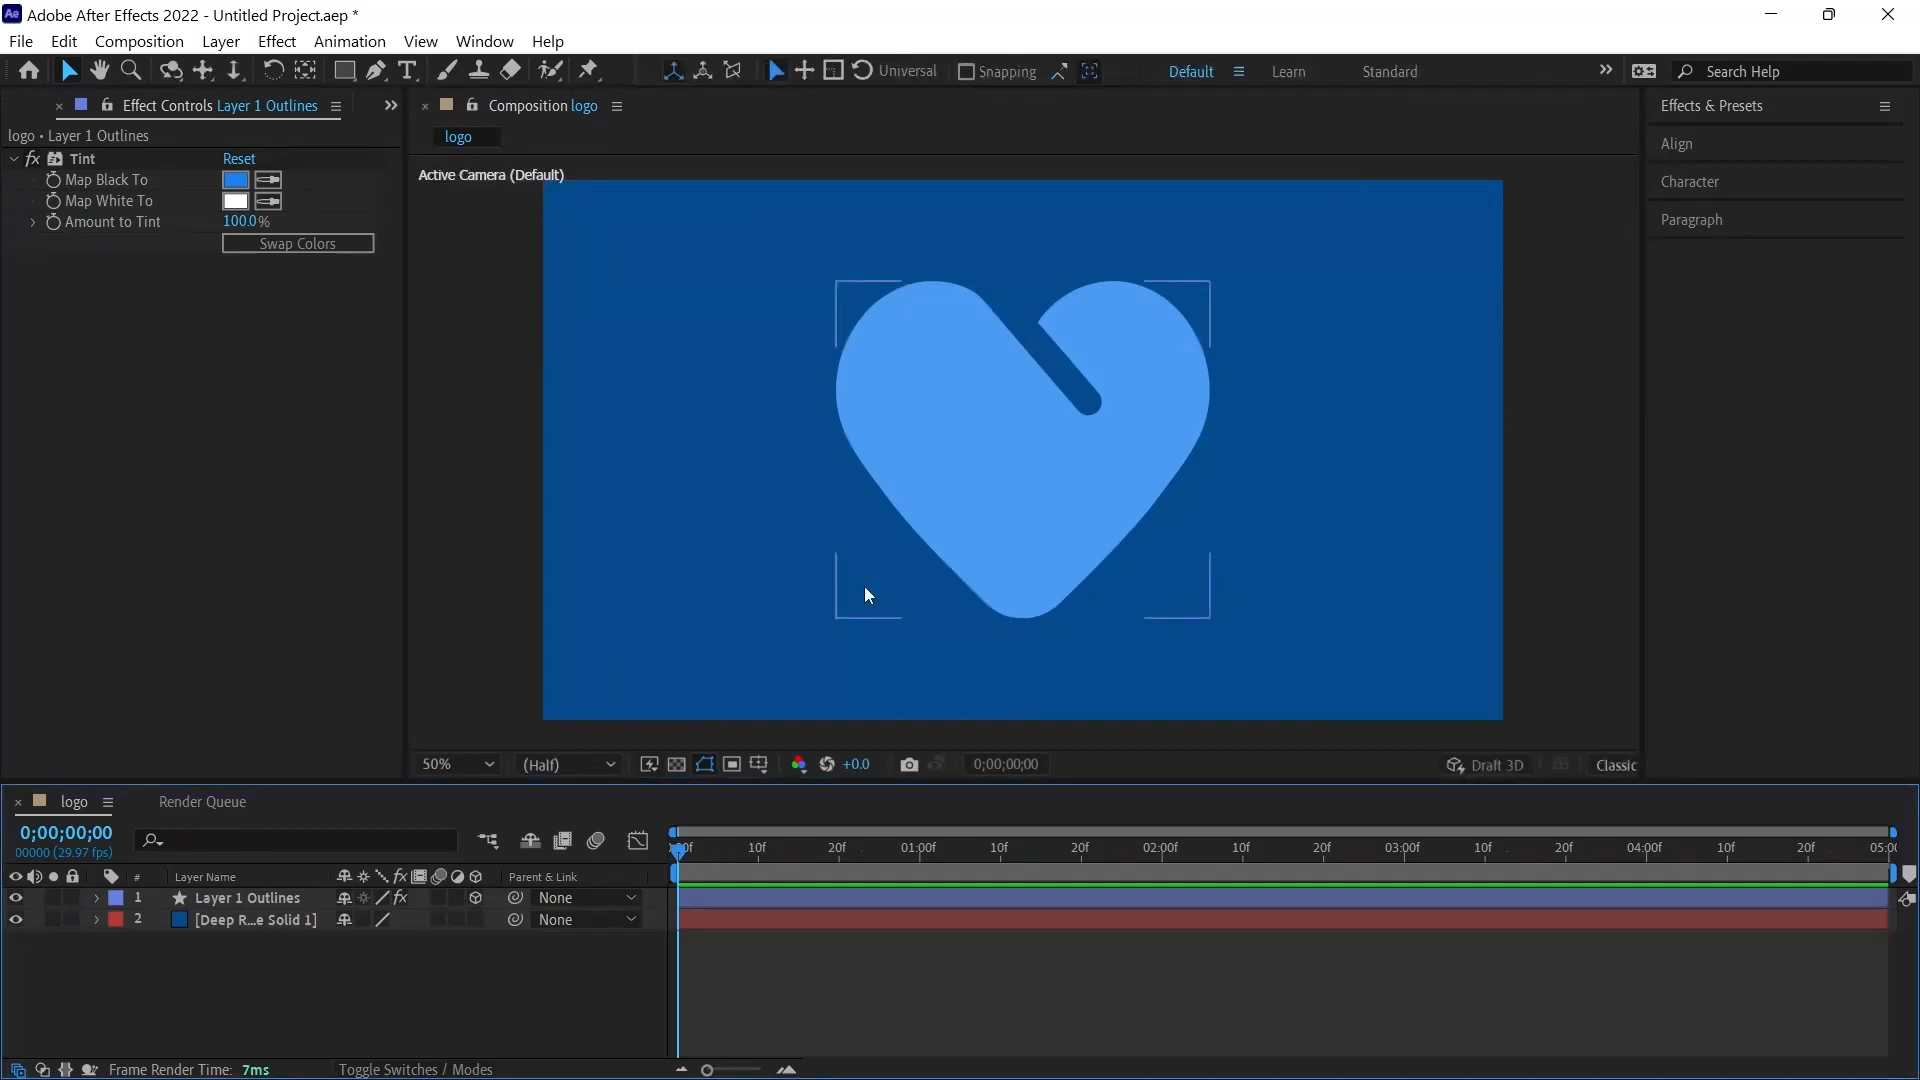 Ae Adobe After Effects 2022 - Untitled Project.aep *
File Edit Composition Layer Effect Animation View Window Help
Universal Snapping Default Learn Standard Search Help
Effect Controls Layer 1 Outlines
Composition logo
Effects & Presets
logo • Layer 1 Outlines
logo
Align
fx Tint Reset
Active Camera (Default)
Map Black To
Character
Map White To
Amount to Tint 100.0%
Paragraph
Swap Colors
50% (Half) +0.0 0;00;00;00 Draft 3D Classic
logo Render Queue
0;00;00;00
00000 (29.97 fps)
:00f 10f 20f 01:00f 10f 20f 02:00f 10f 20f 03:00f 10f 20f 04:00f 10f 20f 05:00
# Layer Name fx Parent & Link
1 Layer 1 Outlines fx None
2 [Deep R...e Solid 1] None
Frame Render Time: 7ms Toggle Switches / Modes